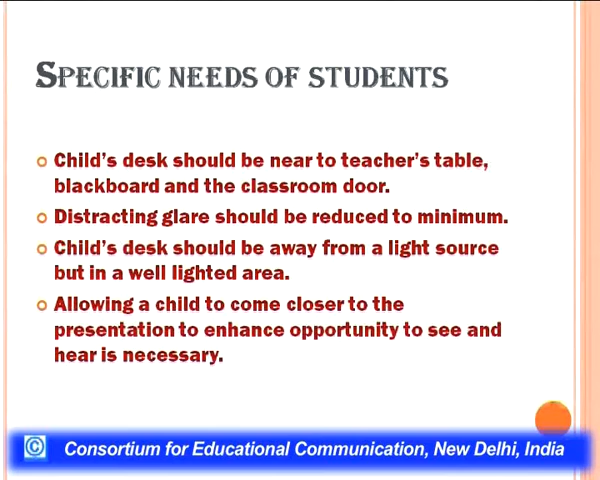 SPECIFIC NEEDS OF STUDENTS
Child's desk should be near to teacher's table,
blackboard and the classroom door.
Distracting glare should be reduced to minimum.
Child's desk should be away from a light source
but in a well lighted area.
Allowing a child to come closer to the
presentation to enhance opportunity to see and
hear is necessary.
© Consortium for Educational Communication, New Delhi, India